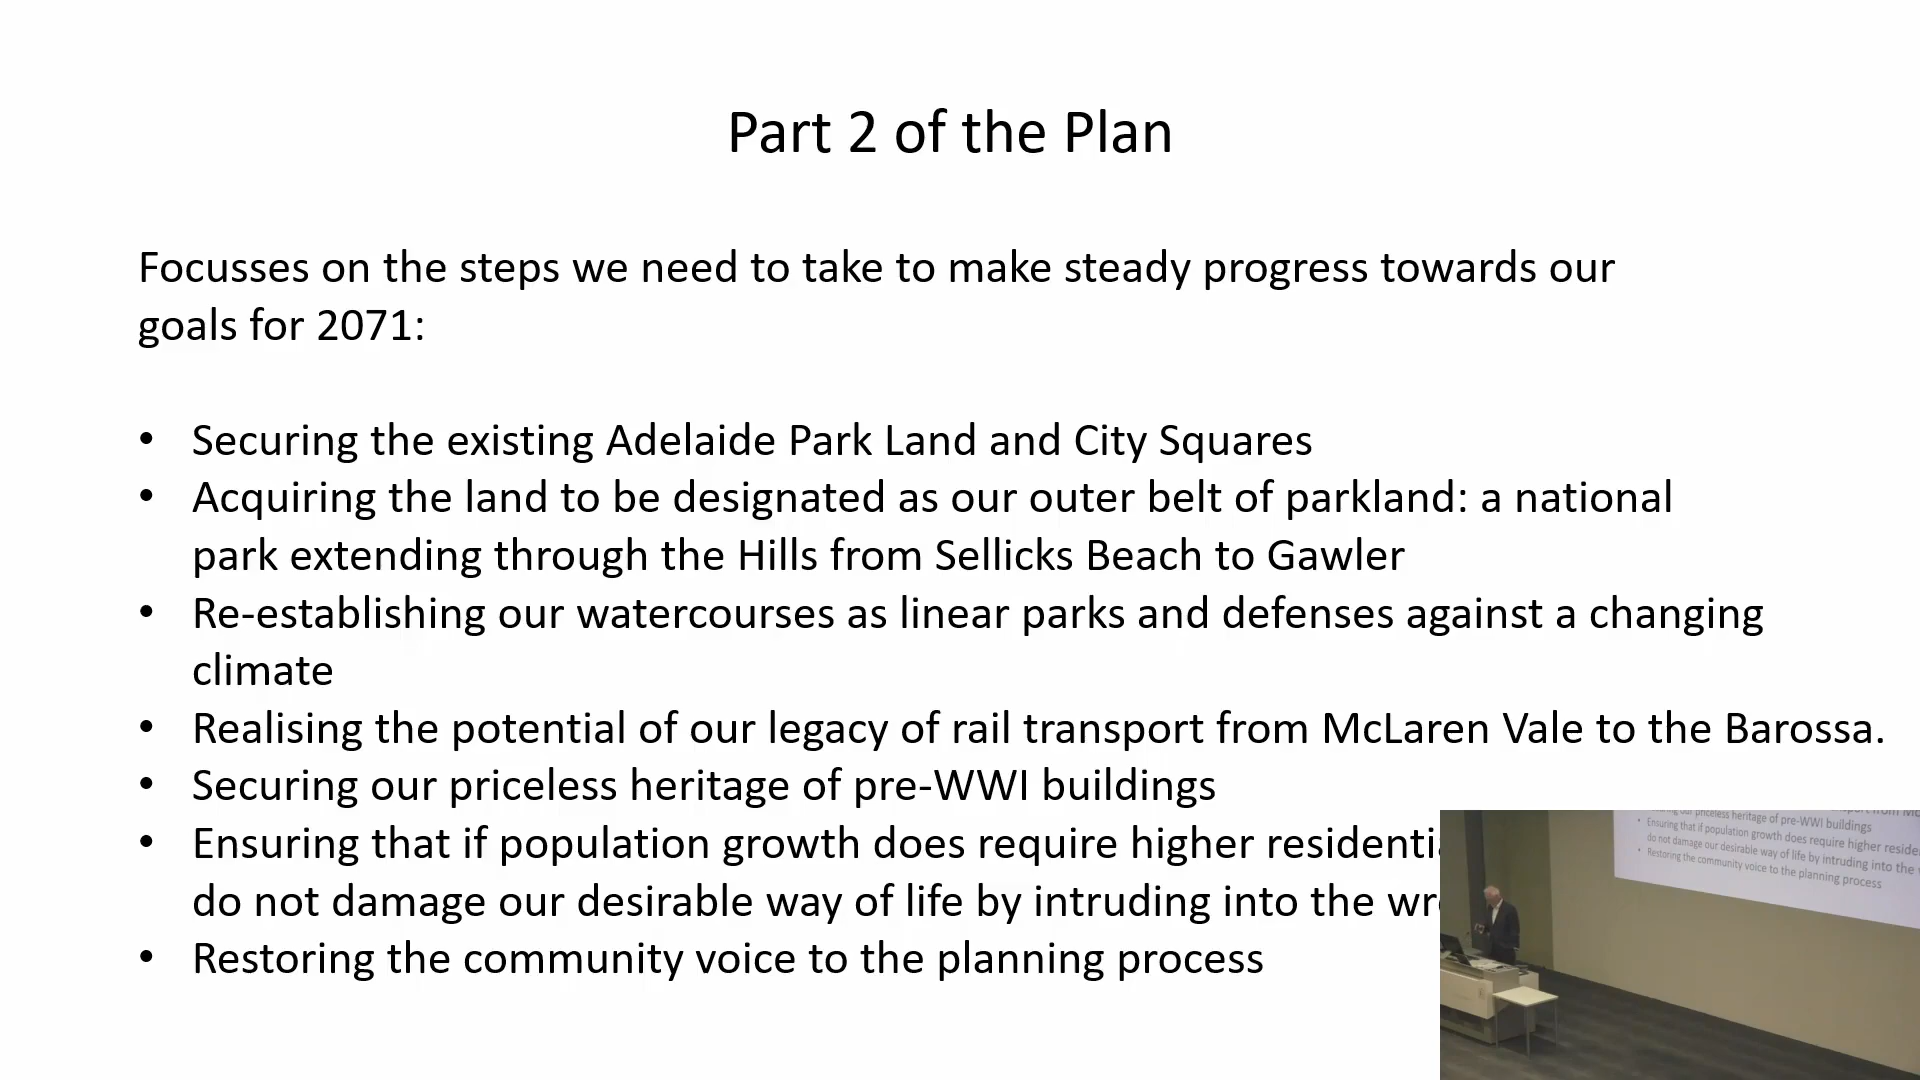 Part 2 of the Plan
Focusses on the steps we need to take to make steady progress towards our
goals for 2071:
• Securing the existing Adelaide Park Land and City Squares
• Acquiring the land to be designated as our outer belt of parkland: a national
park extending through the Hills from Sellicks Beach to Gawler
• Re-establishing our watercourses as linear parks and defenses against a changing
climate
• Realising the potential of our legacy of rail transport from McLaren Vale to the Barossa.
• Securing our priceless heritage of pre-WWI buildings
• Ensuring that if population growth does require higher
do not damage our desirable way of life by intruding into the
• Restoring the community voice to the planning process
priceless heritage of pre-WWI buildings
• Ensuring that if population growth does require higher
do not damage our desirable way of life by intruding into the
• Restoring the community voice to the planning process